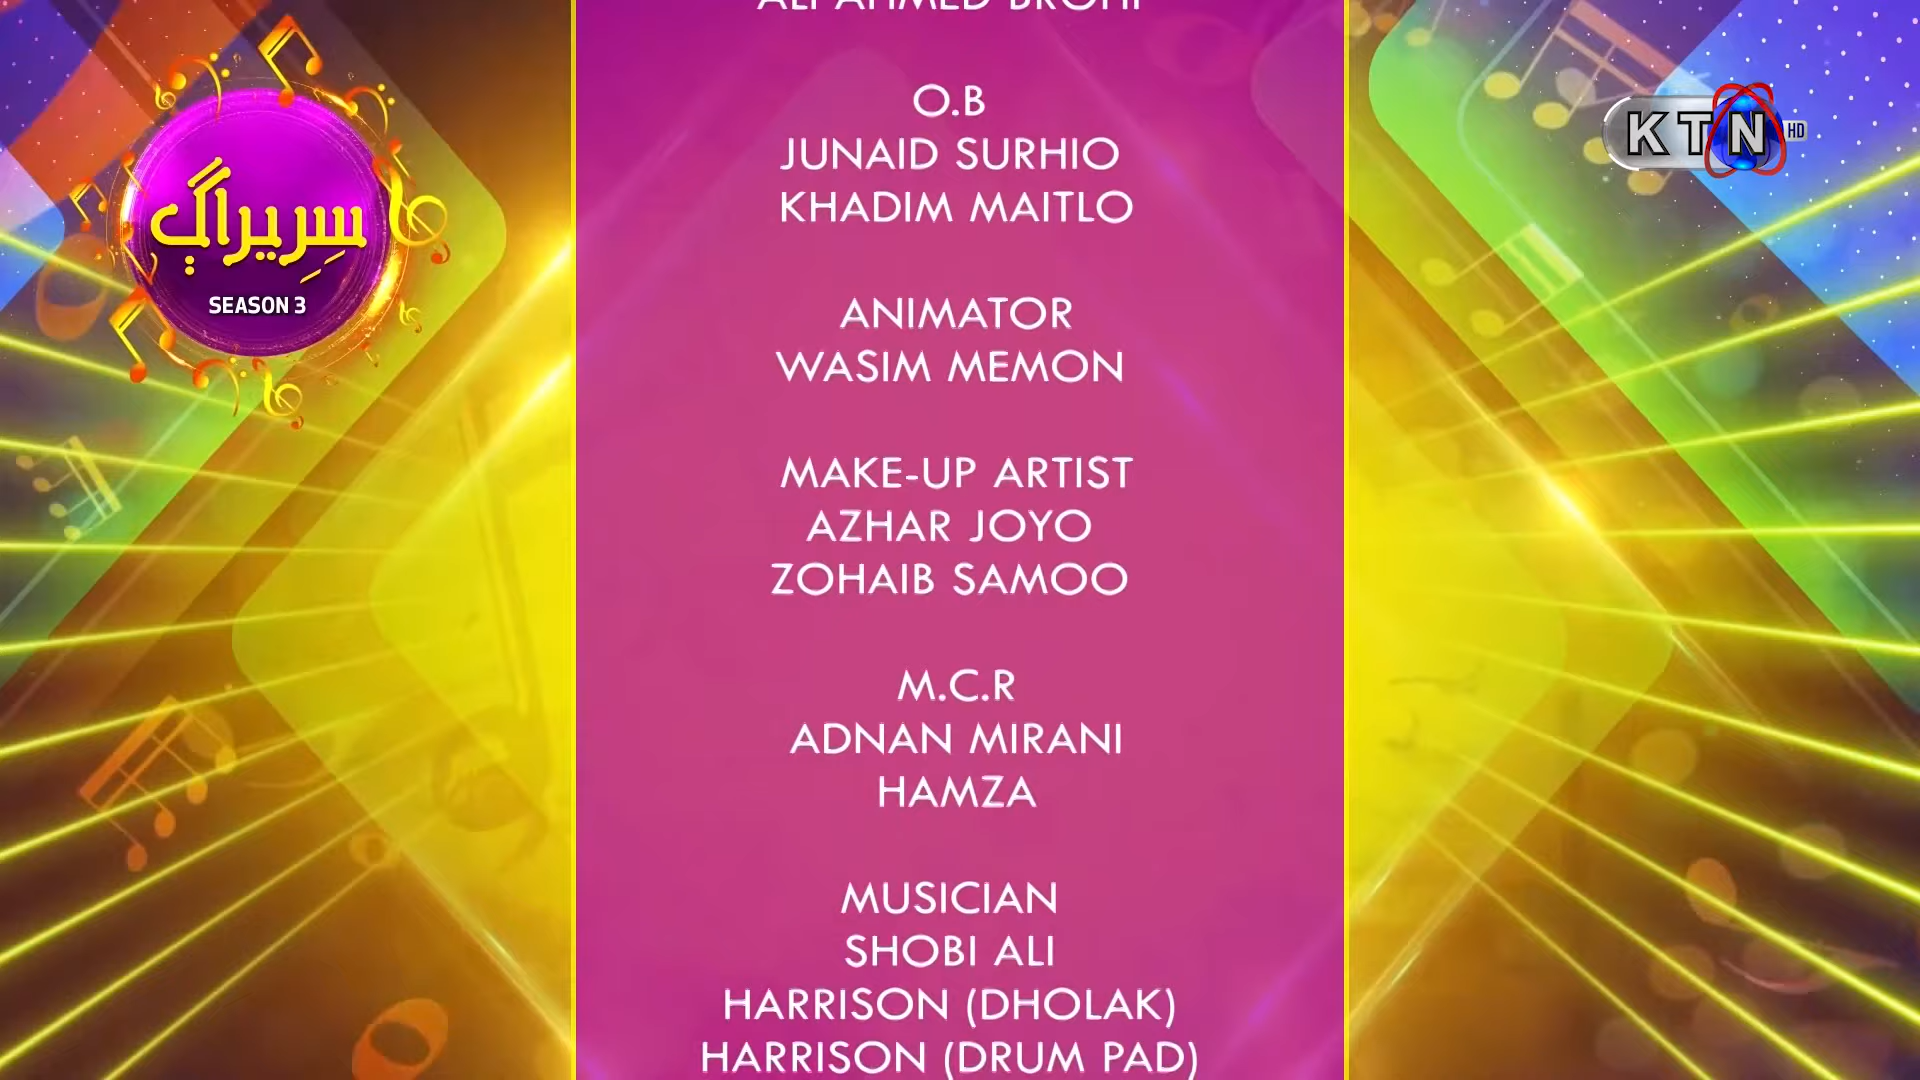 سِريراڳ
SEASON 3
KTN HD
O.B
JUNAID SURHIO
KHADIM MAITLO
ANIMATOR
WASIM MEMON
MAKE-UP ARTIST
AZHAR JOYO
ZOHAIB SAMOO
M.C.R
ADNAN MIRANI
HAMZA
MUSICIAN
SHOBI ALI
HARRISON (DHOLAK)
HARRISON (DRUM PAD)